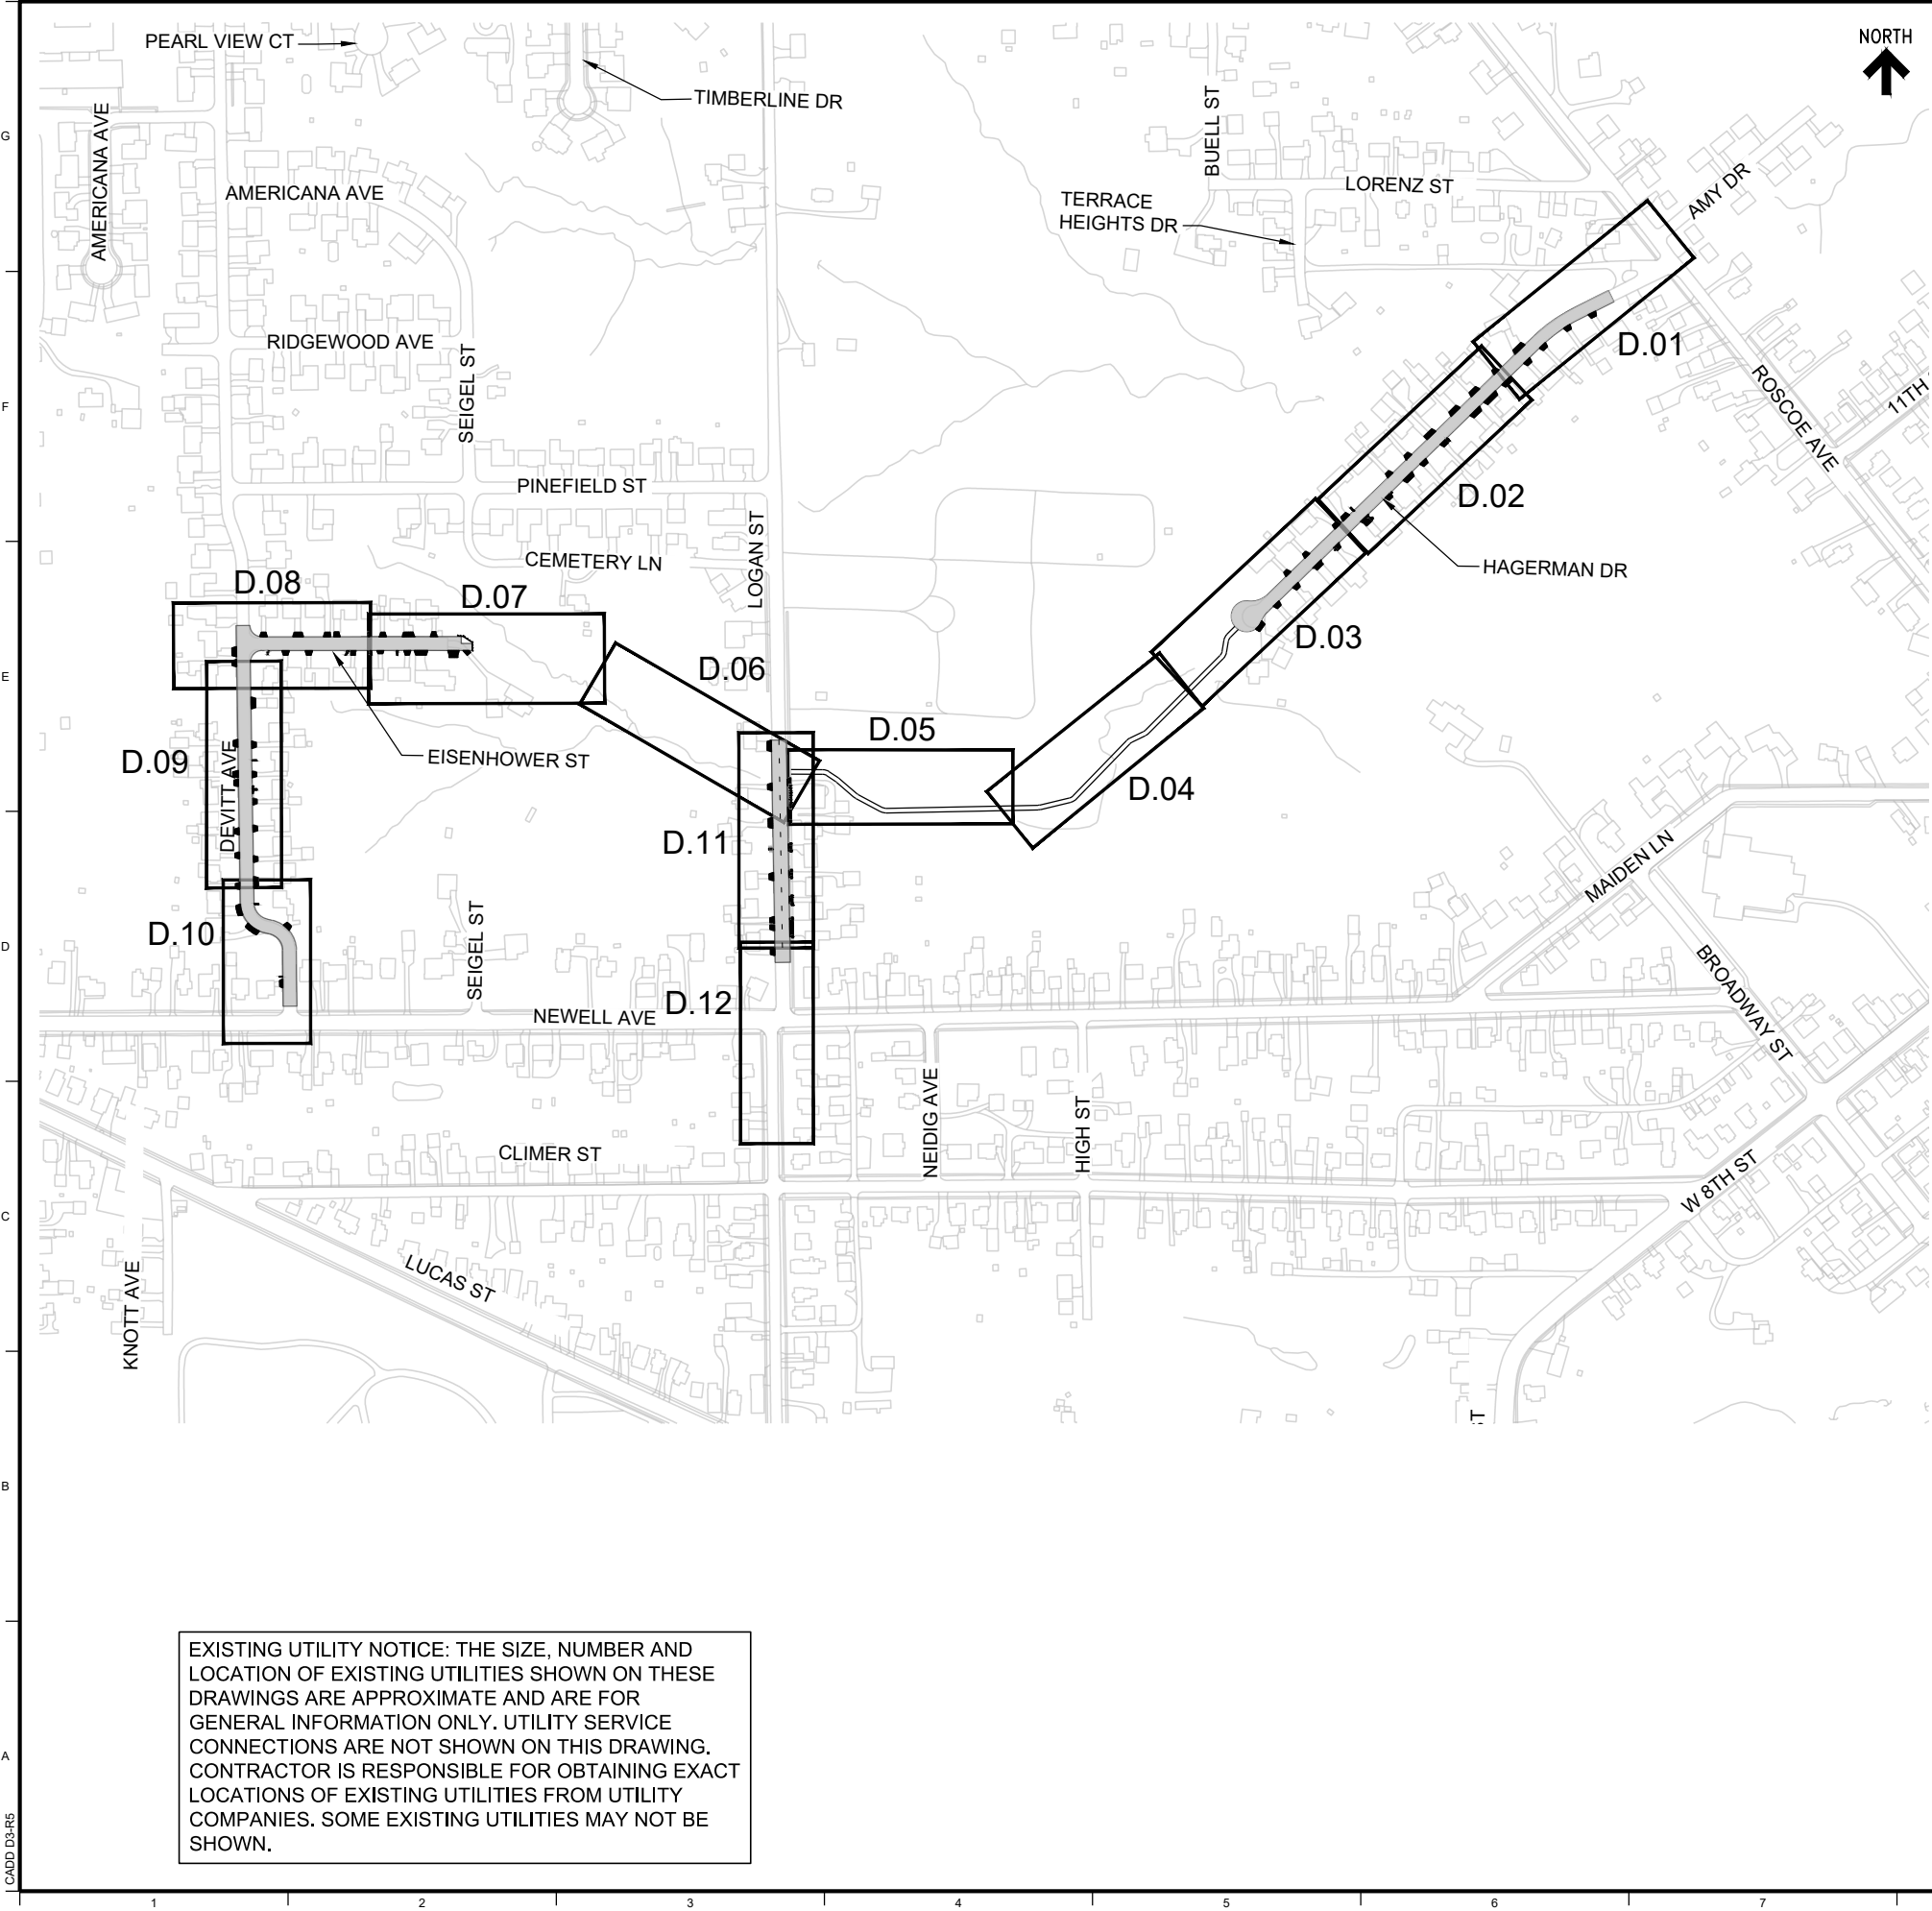 PEARL VIEW CT
NORTH
TIMBERLINE DR
AMERICANA AVE
BUELL ST
G
AMERICANA AVE
LORENZ ST
AMY DR
TERRACE
HEIGHTS DR
RIDGEWOOD AVE
SEIGEL ST
D.01
ROSCOE AVE
11TH
F
PINEFIELD ST
D.02
LOGAN ST
CEMETERY LN
HAGERMAN DR
D.08
D.07
D.03
D.06
E
D.05
EISENHOWER ST
D.09
DEVITT AVE
D.04
D.11
MAIDEN LN
D.10
SEIGEL ST
D
BROADWAY ST
D.12
NEWELL AVE
NEIDIG AVE
HIGH ST
CLIMER ST
W 8TH ST
C
LUCAS ST
KNOTT AVE
ST
B
EXISTING UTILITY NOTICE: THE SIZE, NUMBER AND
LOCATION OF EXISTING UTILITIES SHOWN ON THESE
DRAWINGS ARE APPROXIMATE AND ARE FOR
GENERAL INFORMATION ONLY. UTILITY SERVICE
CONNECTIONS ARE NOT SHOWN ON THIS DRAWING.
CONTRACTOR IS RESPONSIBLE FOR OBTAINING EXACT
LOCATIONS OF EXISTING UTILITIES FROM UTILITY
COMPANIES. SOME EXISTING UTILITIES MAY NOT BE
SHOWN.
A
CADD D3-R5
1 2 3 4 5 6 7